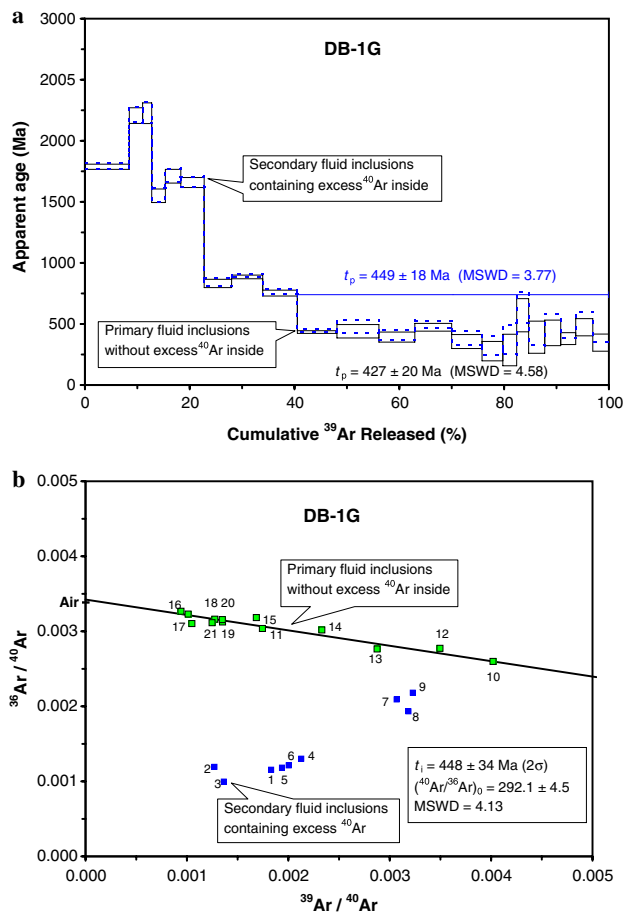 a
DB-1G
Apparent age (Ma)
3000
2005
2000
1500
1000
500
0
Secondary fluid inclusions
containing excess ⁴⁰Ar inside
tp = 449 ± 18 Ma (MSWD = 3.77)
Primary fluid inclusions
without excess ⁴⁰Ar inside
tp = 427 ± 20 Ma (MSWD = 4.58)
0 20 40 60 80 100
Cumulative ³⁹Ar Released (%)
b
DB-1G
³⁶Ar / ⁴⁰Ar
0.005
0.004
Air
0.003
0.002
0.001
0.000
Primary fluid inclusions
without excess ⁴⁰Ar inside
16 18 20 15 14 12
17 21 19 11 13 10
9
7 8
6 4
2 3 1 5
Secondary fluid inclusions
containing excess ⁴⁰Ar
ti = 448 ± 34 Ma (2σ)
(⁴⁰Ar/³⁶Ar)₀ = 292.1 ± 4.5
MSWD = 4.13
0.000 0.001 0.002 0.003 0.004 0.005
³⁹Ar / ⁴⁰Ar